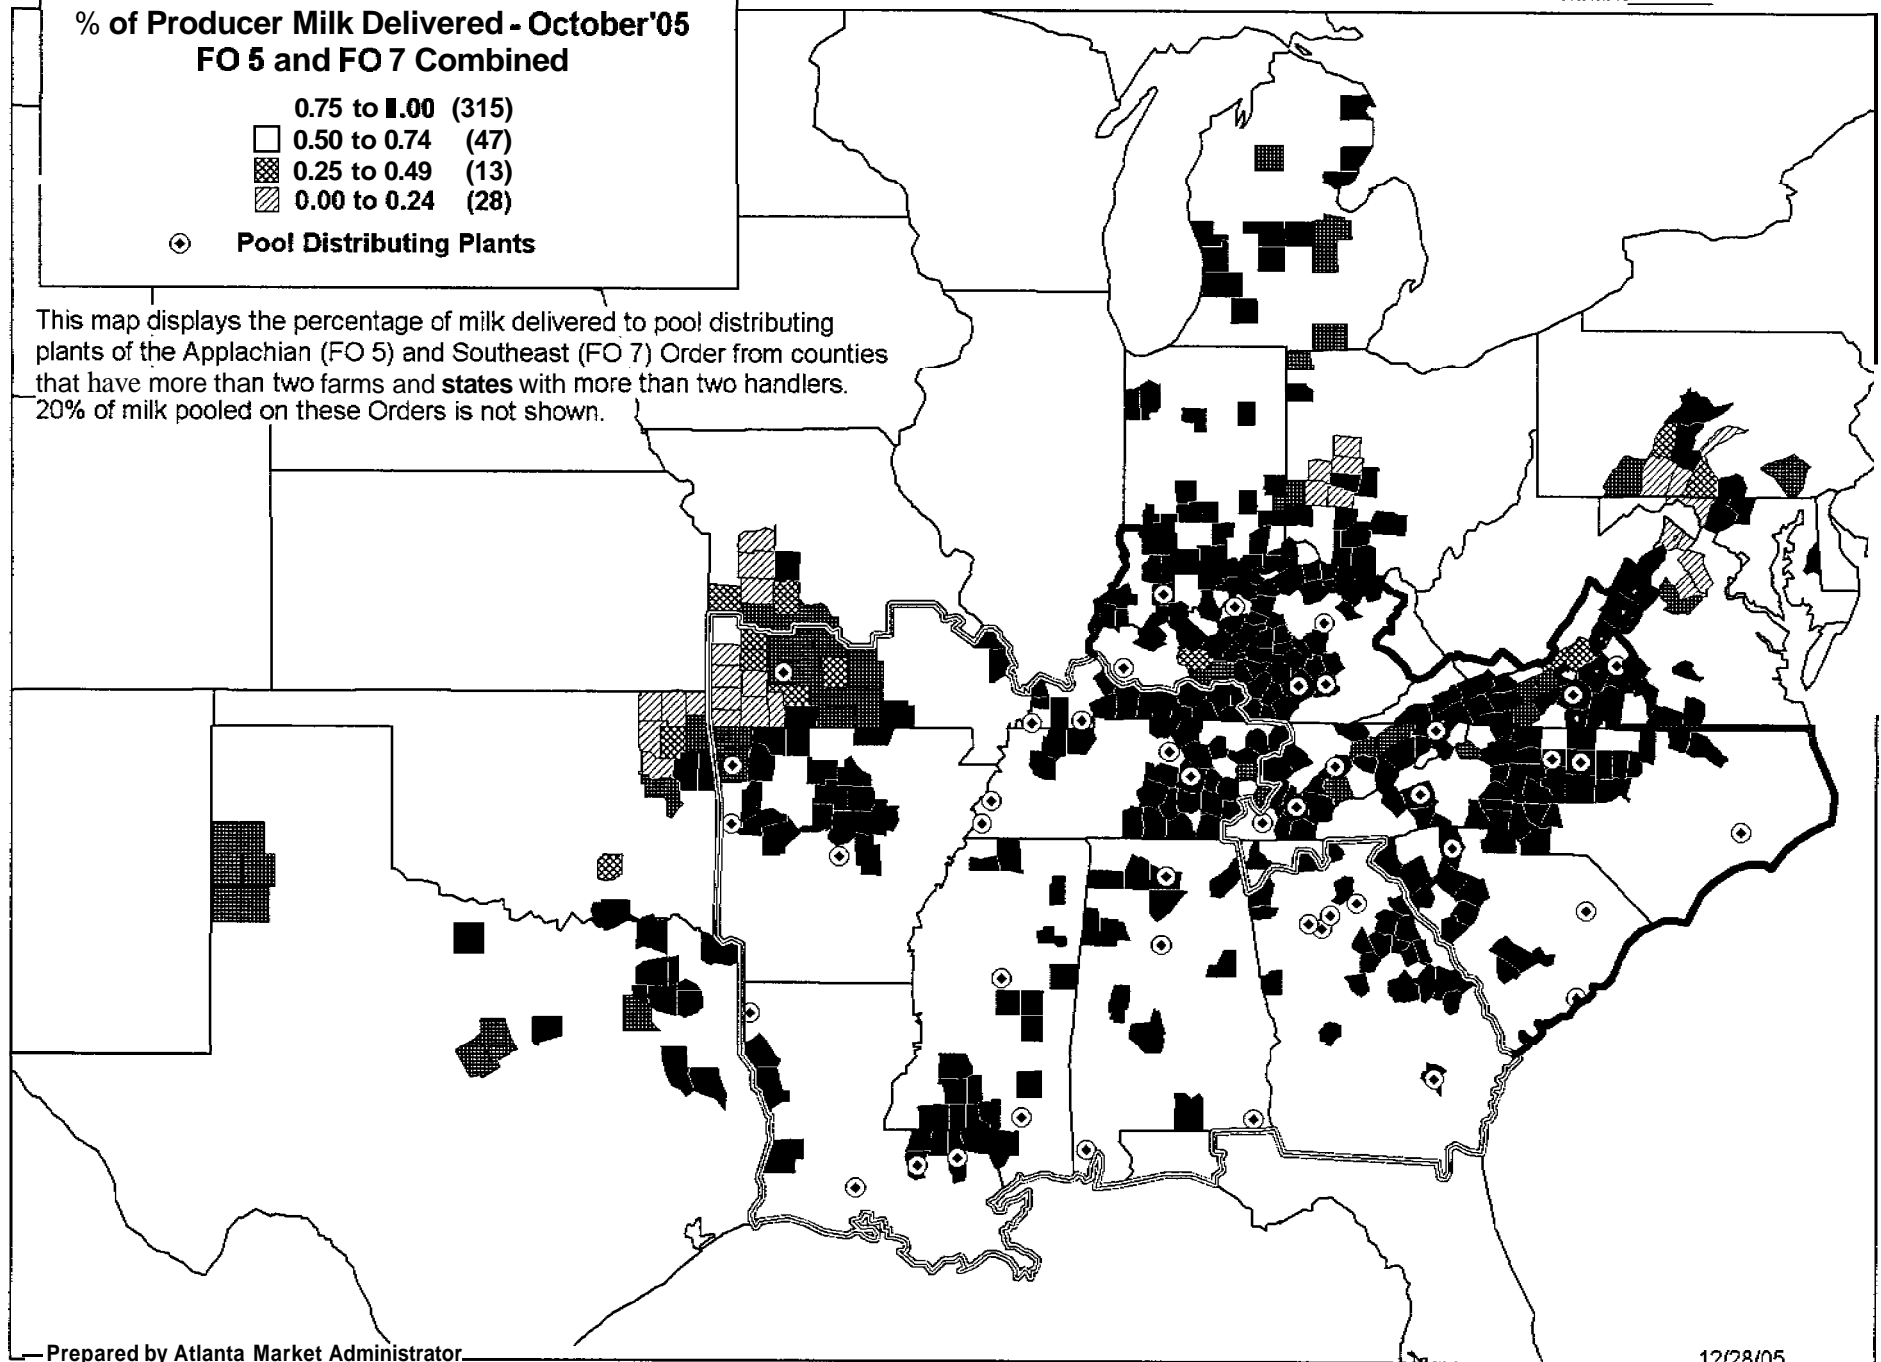 % of Producer Milk Delivered - October'05
FO 5 and FO 7 Combined
0.75 to 1.00 (315)
0.50 to 0.74 (47)
0.25 to 0.49 (13)
0.00 to 0.24 (28)
Pool Distributing Plants
This map displays the percentage of milk delivered to pool distributing
plants of the Applachian (FO 5) and Southeast (FO 7) Order from counties
that have more than two farms and states with more than two handlers.
20% of milk pooled on these Orders is not shown.
Prepared by Atlanta Market Administrator
12/28/05